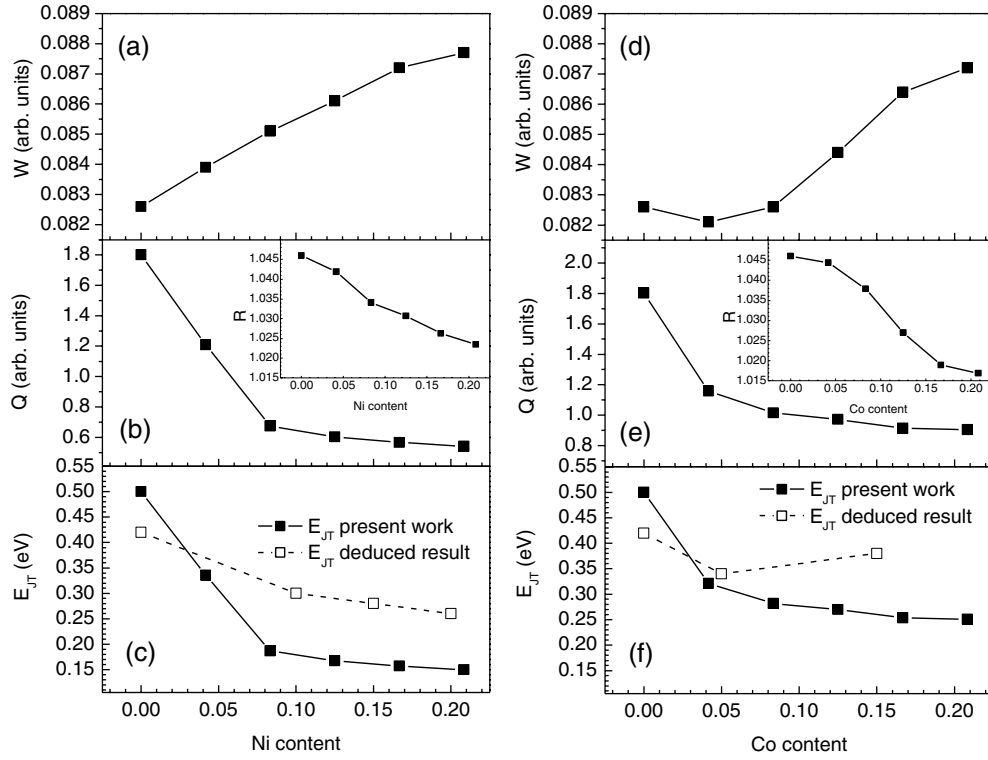 0.089
0.088
0.087
0.086
0.085
0.084
0.083
0.082
W (arb. units)
(a)
1.8
1.6
1.4
1.2
1.0
0.8
0.6
Q (arb. units)
(b)
1.045
1.040
1.035
1.030
1.025
1.020
1.015
R
0.00 0.05 0.10 0.15 0.20
Ni content
0.55
0.50
0.45
0.40
0.35
0.30
0.25
0.20
0.15
E_JT (eV)
E_JT present work
E_JT deduced result
(c)
0.00 0.05 0.10 0.15 0.20
Ni content
0.089
0.088
0.087
0.086
0.085
0.084
0.083
0.082
W (arb. units)
(d)
2.0
1.8
1.6
1.4
1.2
1.0
0.8
Q (arb. units)
(e)
1.045
1.040
1.035
1.030
1.025
1.020
1.015
R
0.00 0.05 0.10 0.15 0.20
Co content
0.55
0.50
0.45
0.40
0.35
0.30
0.25
0.20
0.15
E_JT (eV)
E_JT present work
E_JT deduced result
(f)
0.00 0.05 0.10 0.15 0.20
Co content